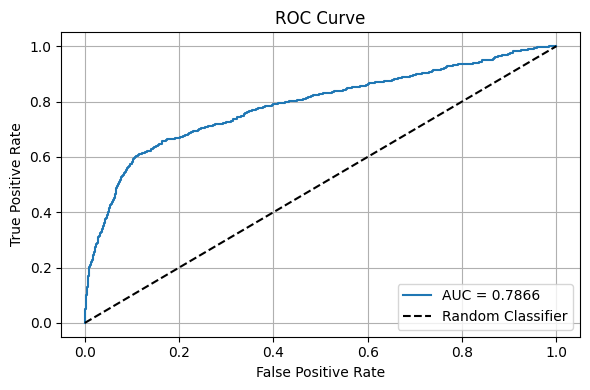 ROC Curve
True Positive Rate
1.0
0.8
0.6
0.4
0.2
0.0
AUC = 0.7866
Random Classifier
0.0 0.2 0.4 0.6 0.8 1.0
False Positive Rate